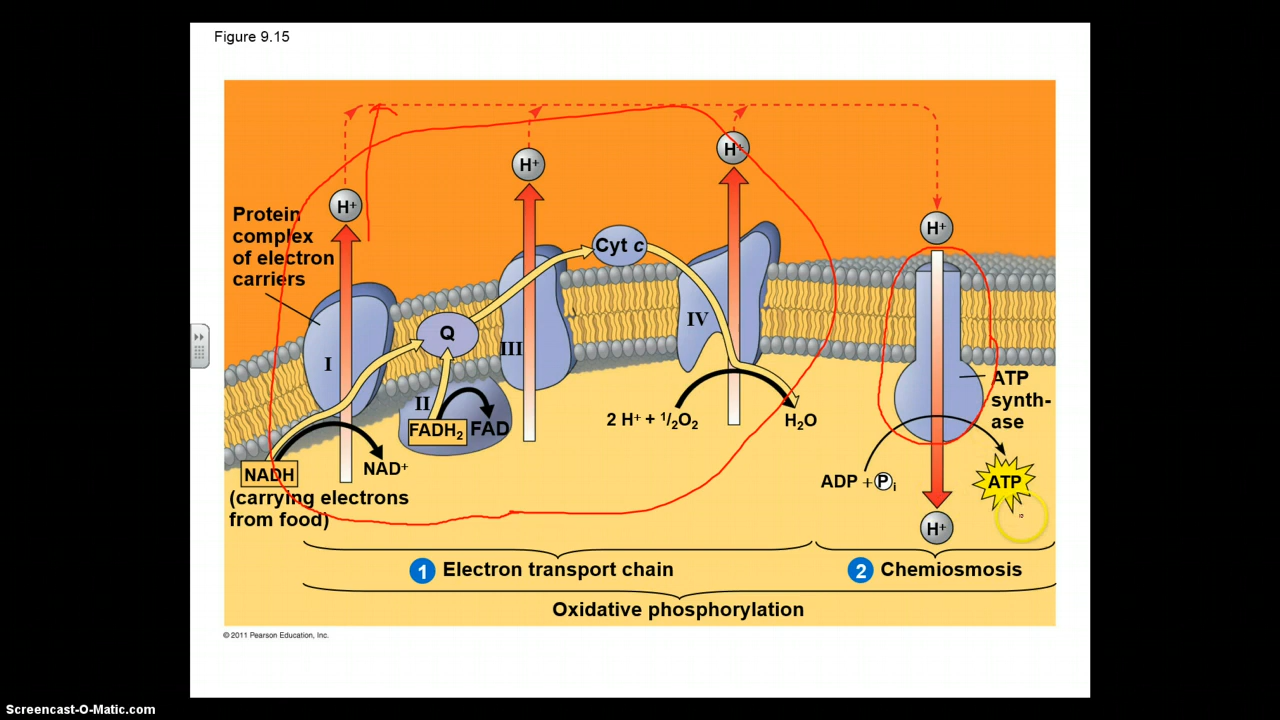 Figure 9.15
H⁺
H⁺
H⁺
Protein
complex
of electron
carriers
H⁺
Cyt c
Q
I
III
IV
II
ATP
synth-
ase
FADH₂
FAD
2 H⁺ + ¹/₂O₂
H₂O
NADH
NAD⁺
(carrying electrons
from food)
ADP + Pᵢ
ATP
H⁺
1 Electron transport chain
2 Chemiosmosis
Oxidative phosphorylation
© 2011 Pearson Education, Inc.
Screencast-O-Matic.com